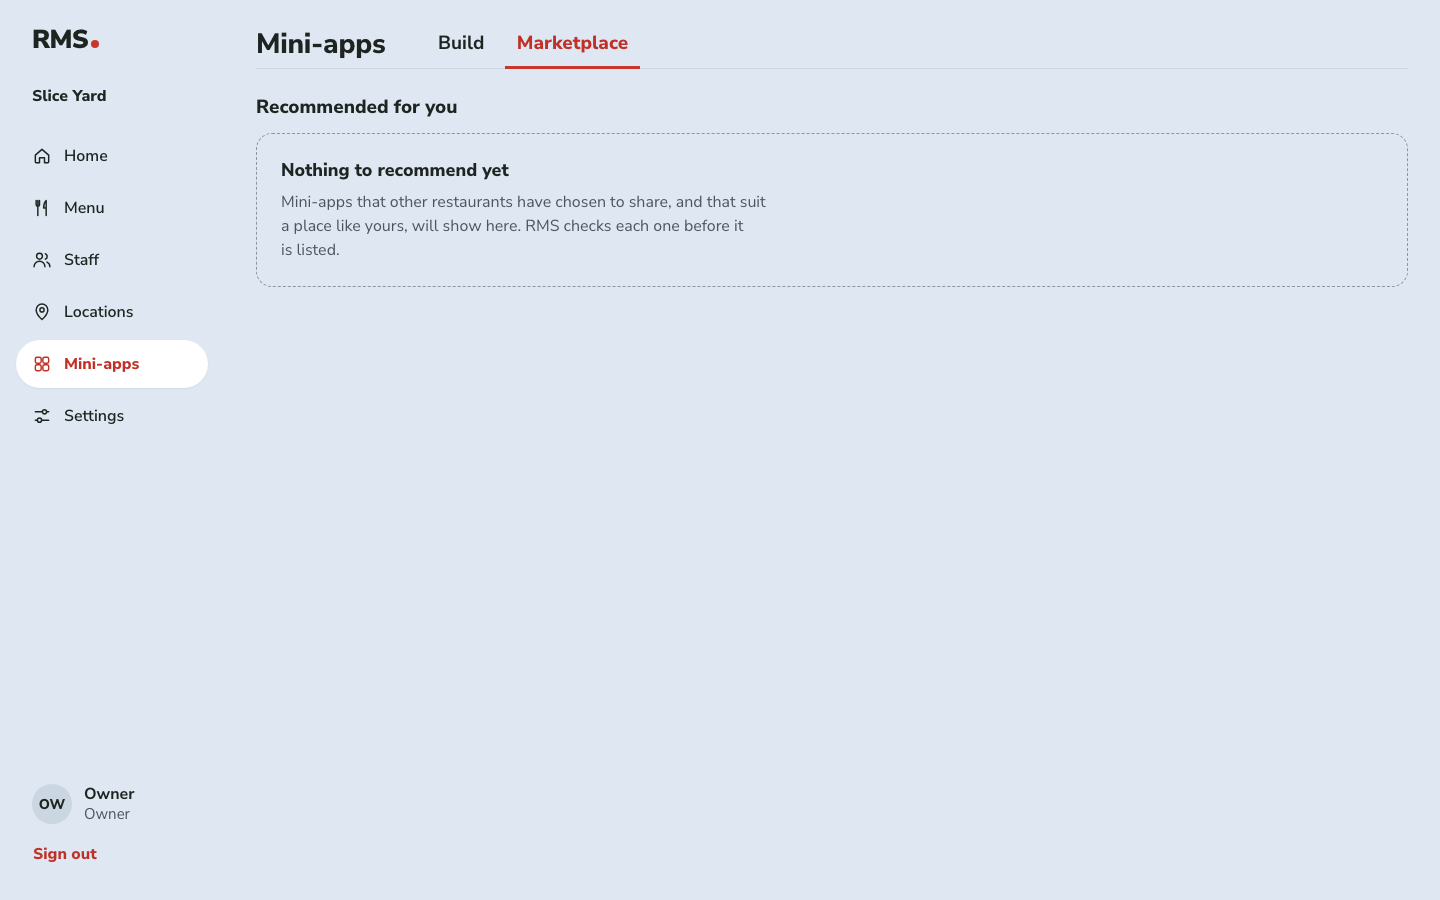 RMS.
Slice Yard
Home
Menu
Staff
Locations
Mini-apps
Settings
OW
Owner
Owner
Sign out
Mini-apps
Build
Marketplace
Recommended for you
Nothing to recommend yet
Mini-apps that other restaurants have chosen to share, and that suit
a place like yours, will show here. RMS checks each one before it
is listed.